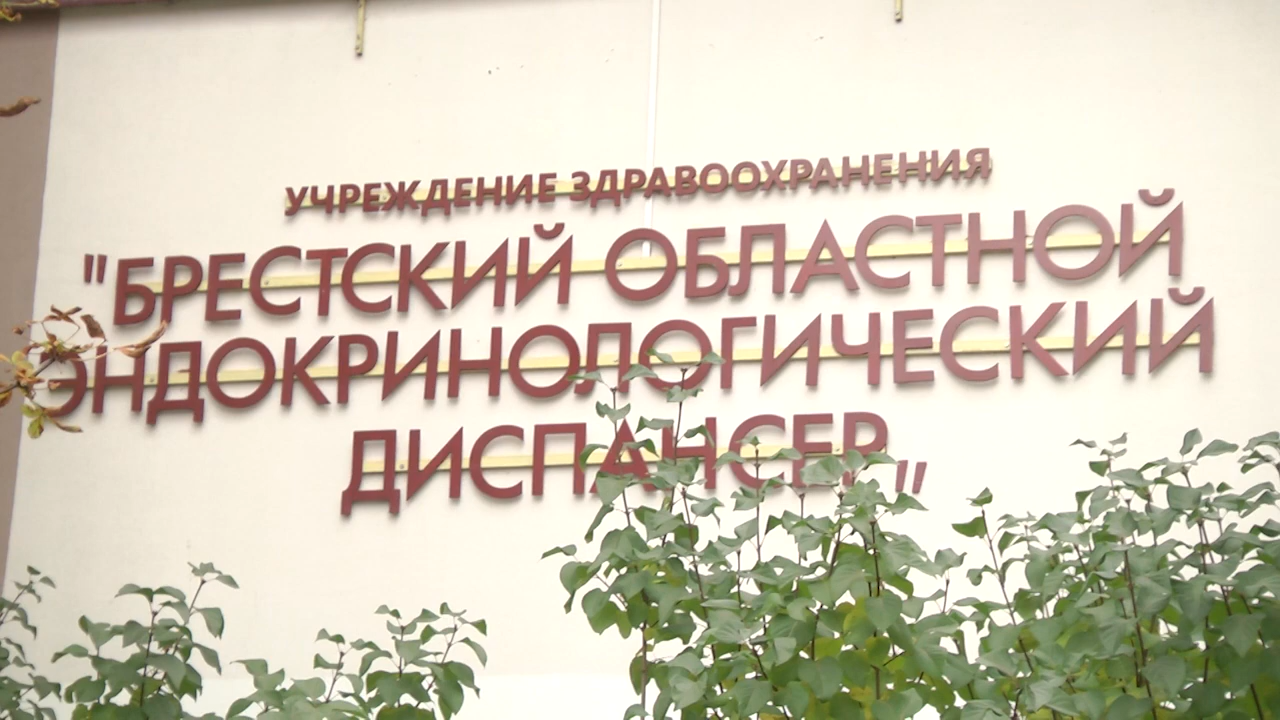 УЧРЕЖДЕНИЕ ЗДРАВООХРАНЕНИЯ
"БРЕСТСКИЙ ОБЛАСТНОЙ
ЭНДОКРИНОЛОГИЧЕСКИЙ
ДИСПАНСЕР"